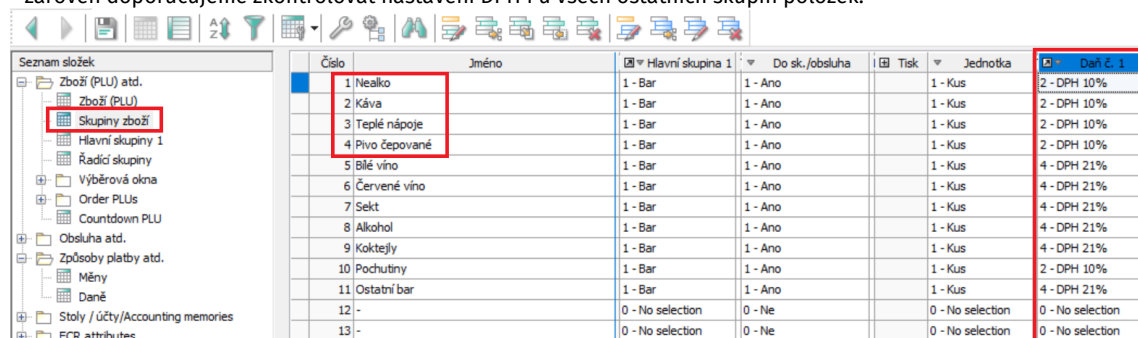 zároveň doporučujeme zkontrolovat nastavení DPH i u všech ostatních skupin položek.
Seznam složek
Zboží (PLU) atd.
Zboží (PLU)
Skupiny zboží
Hlavní skupiny 1
Řadící skupiny
Výběrová okna
Order PLUs
Countdown PLU
Obsluha atd.
Způsoby platby atd.
Měny
Daně
Stoly / účty/Accounting memories
ECR attributes
Číslo Jméno Hlavní skupina 1 Do sk./obsluha Tisk Jednotka Daň č. 1
1 Nealko 1 - Bar 1 - Ano 1 - Kus 2 - DPH 10%
2 Káva 1 - Bar 1 - Ano 1 - Kus 2 - DPH 10%
3 Teplé nápoje 1 - Bar 1 - Ano 1 - Kus 2 - DPH 10%
4 Pivo čepované 1 - Bar 1 - Ano 1 - Kus 2 - DPH 10%
5 Bílé víno 1 - Bar 1 - Ano 1 - Kus 4 - DPH 21%
6 Červené víno 1 - Bar 1 - Ano 1 - Kus 4 - DPH 21%
7 Sekt 1 - Bar 1 - Ano 1 - Kus 4 - DPH 21%
8 Alkohol 1 - Bar 1 - Ano 1 - Kus 4 - DPH 21%
9 Koktejly 1 - Bar 1 - Ano 1 - Kus 4 - DPH 21%
10 Pochutiny 1 - Bar 1 - Ano 1 - Kus 2 - DPH 10%
11 Ostatní bar 1 - Bar 1 - Ano 1 - Kus 4 - DPH 21%
12 - 0 - No selection 0 - Ne 0 - No selection 0 - No selection
13 - 0 - No selection 0 - Ne 0 - No selection 0 - No selection